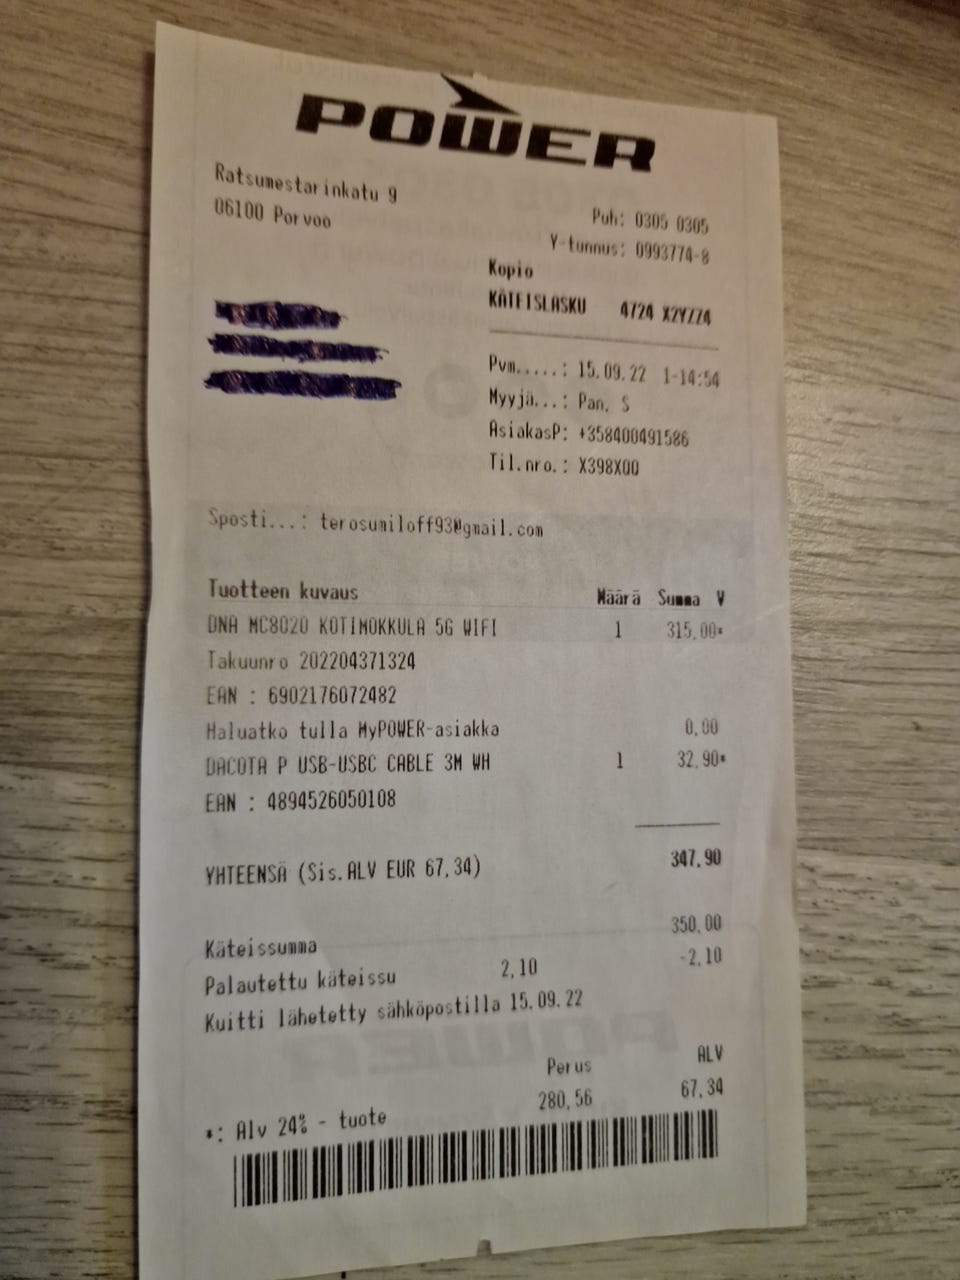 POWER
Ratsumestarinkatu 9
06100 Porvoo
Puh: 0305 0305
Y-tunnus: 0993774-8
Kopio
KÄTEISLASKU 4724 X2YZZ4
Pvm.....: 15.09.22 1-14:54
Myyjä...: Pan, S
AsiakasP: +358400491586
Til.nro.: X398X00
Sposti...: terosumiloff93@gmail.com
Tuotteen kuvaus Määrä Summa V
DNA MC8020 KOTIMOKKULA 5G WIFI 1 315,00*
Takuunro 202204371324
EAN : 6902176072482
Haluatko tulla MyPOWER-asiakka 0,00
DACOTA P USB-USBC CABLE 3M WH 1 32,90*
EAN : 4894526050108
YHTEENSÄ (Sis.ALV EUR 67,34) 347,90
Käteissumma 350,00
Palautettu käteissu 2,10 -2,10
Kuitti lähetetty sähköpostilla 15.09.22
Perus ALV
*: Alv 24% - tuote 280,56 67,34